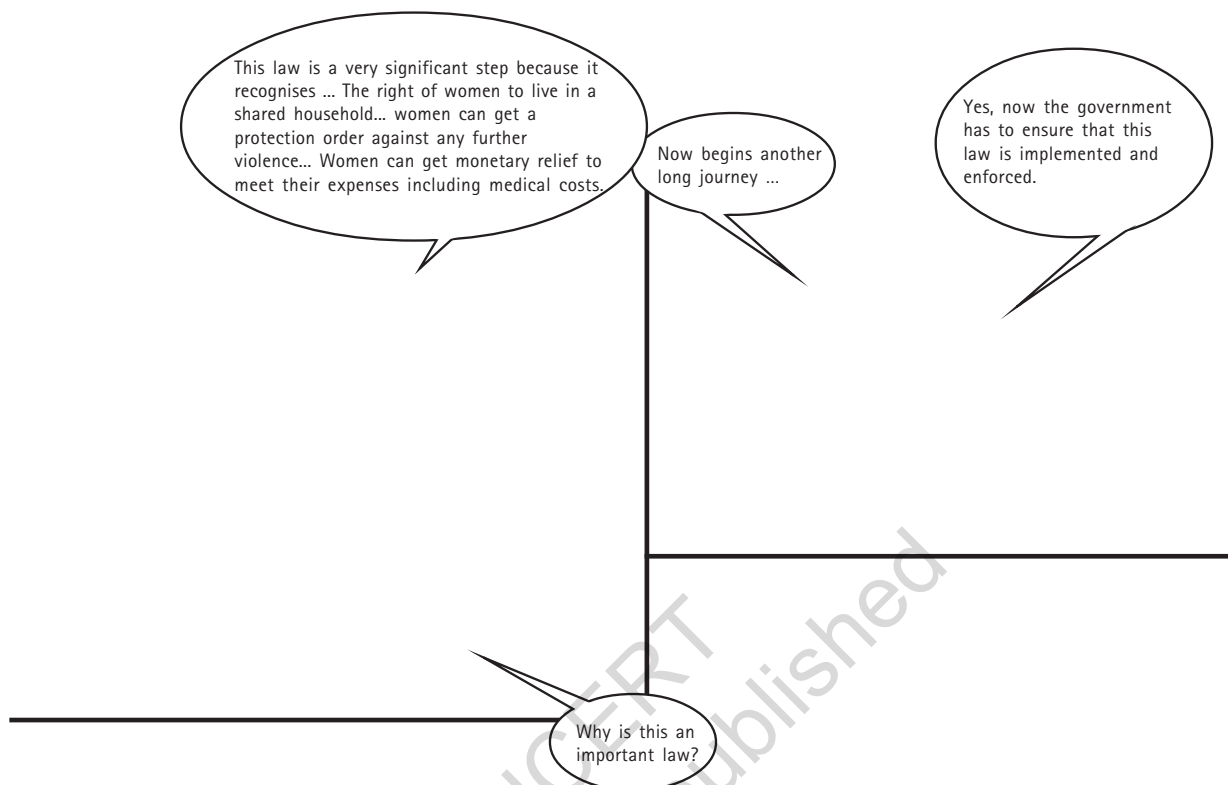 This law is a very significant step because it
recognises ... The right of women to live in a
shared household... women can get a
protection order against any further
violence... Women can get monetary relief to
meet their expenses including medical costs.
Now begins another
long journey ...
Yes, now the government
has to ensure that this
law is implemented and
enforced.
Why is this an
important law?
NCERT
published